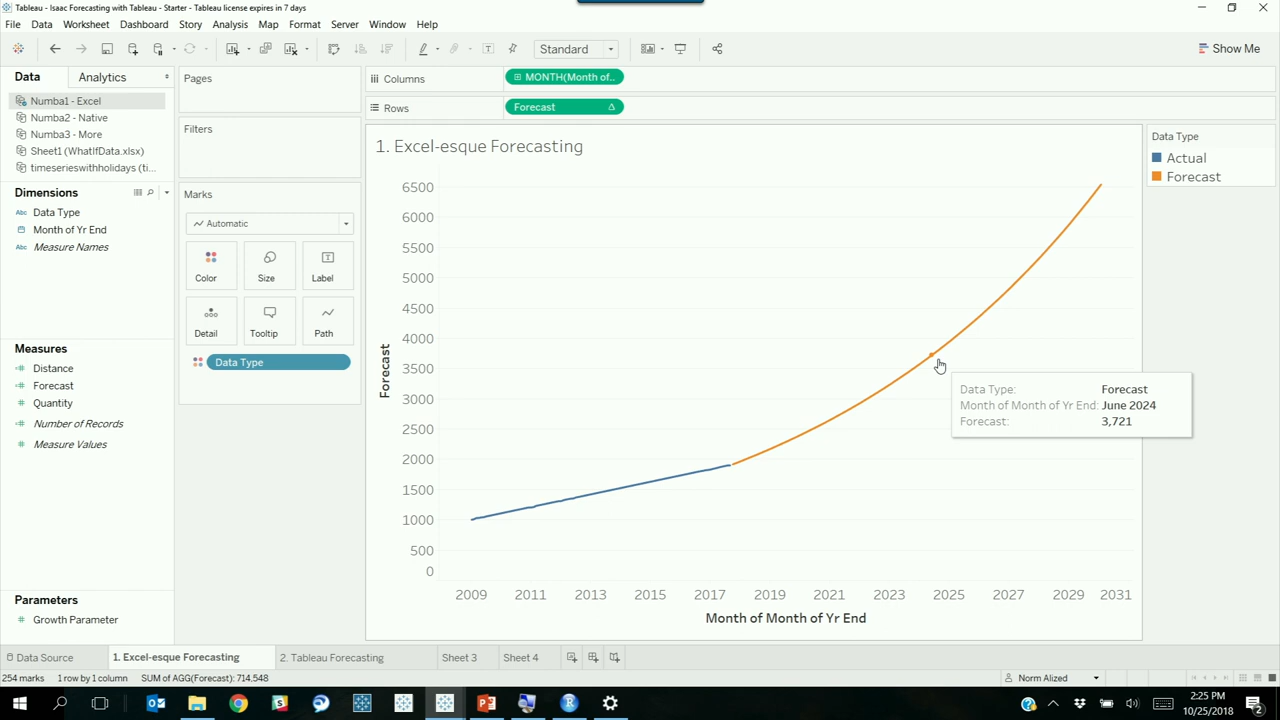 Tableau - Isaac Forecasting with Tableau - Starter - Tableau license expires in 7 days
File Data Worksheet Dashboard Story Analysis Map Format Server Window Help
Standard
Show Me
Data Analytics
Numba1 - Excel
Numba2 - Native
Numba3 - More
Sheet1 (WhatIfData.xlsx)
timeserieswithholidays (ti...
Dimensions
Abc Data Type
Month of Yr End
Abc Measure Names
Measures
Distance
Forecast
Quantity
Number of Records
Measure Values
Parameters
Growth Parameter
Pages
Filters
Marks
Automatic
Color Size Label
Detail Tooltip Path
Data Type
Columns MONTH(Month of..
Rows Forecast Δ
1. Excel-esque Forecasting
Forecast
6500
6000
5500
5000
4500
4000
3500
3000
2500
2000
1500
1000
500
0
2009 2011 2013 2015 2017 2019 2021 2023 2025 2027 2029 2031
Month of Month of Yr End
Data Type: Forecast
Month of Month of Yr End: June 2024
Forecast: 3,721
Data Type
Actual
Forecast
Data Source 1. Excel-esque Forecasting 2. Tableau Forecasting Sheet 3 Sheet 4
254 marks 1 row by 1 column SUM of AGG(Forecast): 714,548 Norm Alized
2:25 PM
10/25/2018
2